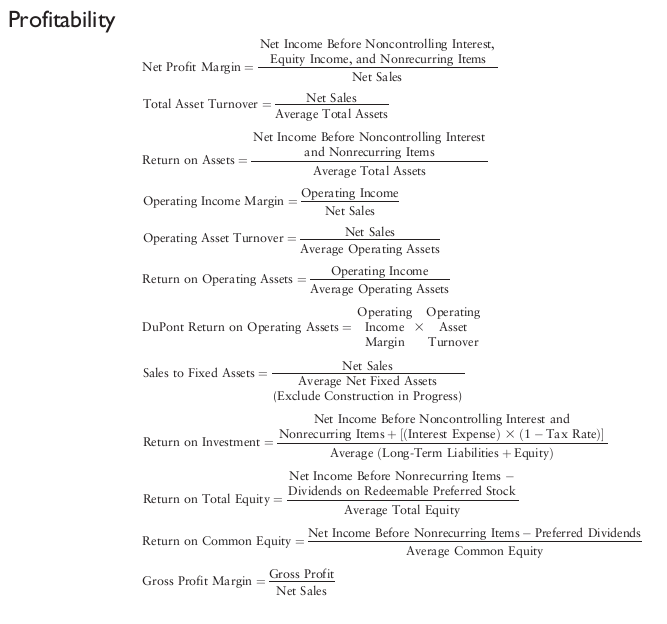 Profitability
Net Income Before Noncontrolling Interest,
Equity Income, and Nonrecurring Items
Net Profit Margin =
Net Sales
Total Asset Turnover =
Net Sales
Average Total Assets
Net Income Before Noncontrolling Interest
and Nonrecurring Items
Return on Assets =
Average Total Assets
Operating Income Margin =
Operating Income
Net Sales
Operating Asset Turnover =
Net Sales
Average Operating Assets
Return on Operating Assets =
Operating Income
Average Operating Assets
Operating Operating
DuPont Return on Operating Assets = Income × Asset
Margin Turnover
Sales to Fixed Assets =
Net Sales
Average Net Fixed Assets
(Exclude Construction in Progress)
Net Income Before Noncontrolling Interest and
Nonrecurring Items + [(Interest Expense) × (1 − Tax Rate)]
Return on Investment =
Average (Long-Term Liabilities + Equity)
Net Income Before Nonrecurring Items −
Dividends on Redeemable Preferred Stock
Return on Total Equity =
Average Total Equity
Return on Common Equity =
Net Income Before Nonrecurring Items − Preferred Dividends
Average Common Equity
Gross Profit Margin =
Gross Profit
Net Sales